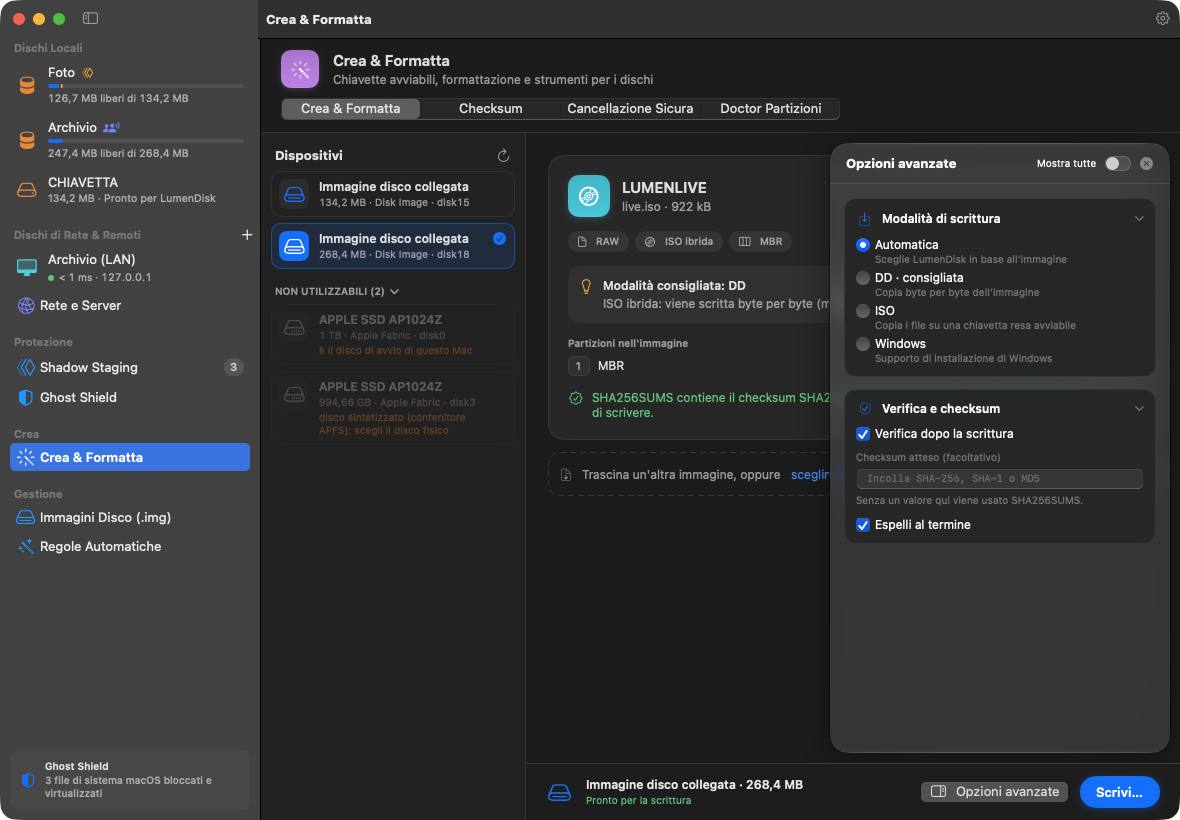 Crea & Formatta
Dischi Locali
Foto
126,7 MB liberi di 134,2 MB
Archivio
247,4 MB liberi di 268,4 MB
CHIAVETTA
134,2 MB · Pronto per LumenDisk
Dischi di Rete & Remoti
Archivio (LAN)
< 1 ms · 127.0.0.1
Rete e Server
Protezione
Shadow Staging
3
Ghost Shield
Crea
Crea & Formatta
Gestione
Immagini Disco (.img)
Regole Automatiche
Ghost Shield
3 file di sistema macOS bloccati e
virtualizzati
Crea & Formatta
Chiavette avviabili, formattazione e strumenti per i dischi
Crea & Formatta
Checksum
Cancellazione Sicura
Doctor Partizioni
Dispositivi
Immagine disco collegata
134,2 MB · Disk Image · disk15
Immagine disco collegata
268,4 MB · Disk Image · disk18
NON UTILIZZABILI (2)
APPLE SSD AP1024Z
1 TB · Apple Fabric · disk0
è il disco di avvio di questo Mac
APPLE SSD AP1024Z
994,66 GB · Apple Fabric · disk3
disco sintetizzato (contenitore
APFS): scegli il disco fisico
LUMENLIVE
live.iso · 922 kB
RAW
ISO ibrida
MBR
Modalità consigliata: DD
ISO ibrida: viene scritta byte per byte (m
Partizioni nell'immagine
1
MBR
SHA256SUMS contiene il checksum SHA2
di scrivere.
Trascina un'altra immagine, oppure
sceglin
Opzioni avanzate
Mostra tutte
Modalità di scrittura
Automatica
Sceglie LumenDisk in base all'immagine
DD · consigliata
Copia byte per byte dell'immagine
ISO
Copia i file su una chiavetta resa avviabile
Windows
Supporto di installazione di Windows
Verifica e checksum
Verifica dopo la scrittura
Checksum atteso (facoltativo)
Incolla SHA-256, SHA-1 o MD5
Senza un valore qui viene usato SHA256SUMS.
Espelli al termine
Immagine disco collegata · 268,4 MB
Pronto per la scrittura
Opzioni avanzate
Scrivi...